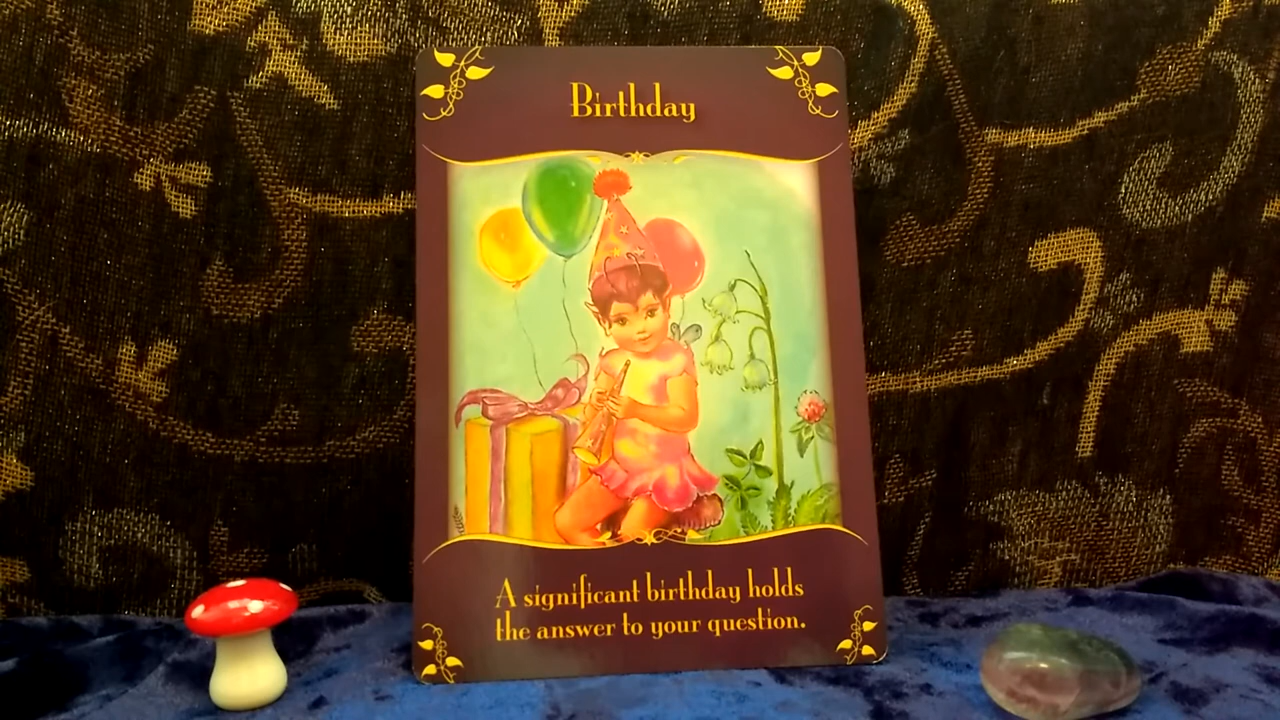 Birthday
A significant birthday holds
the answer to your question.